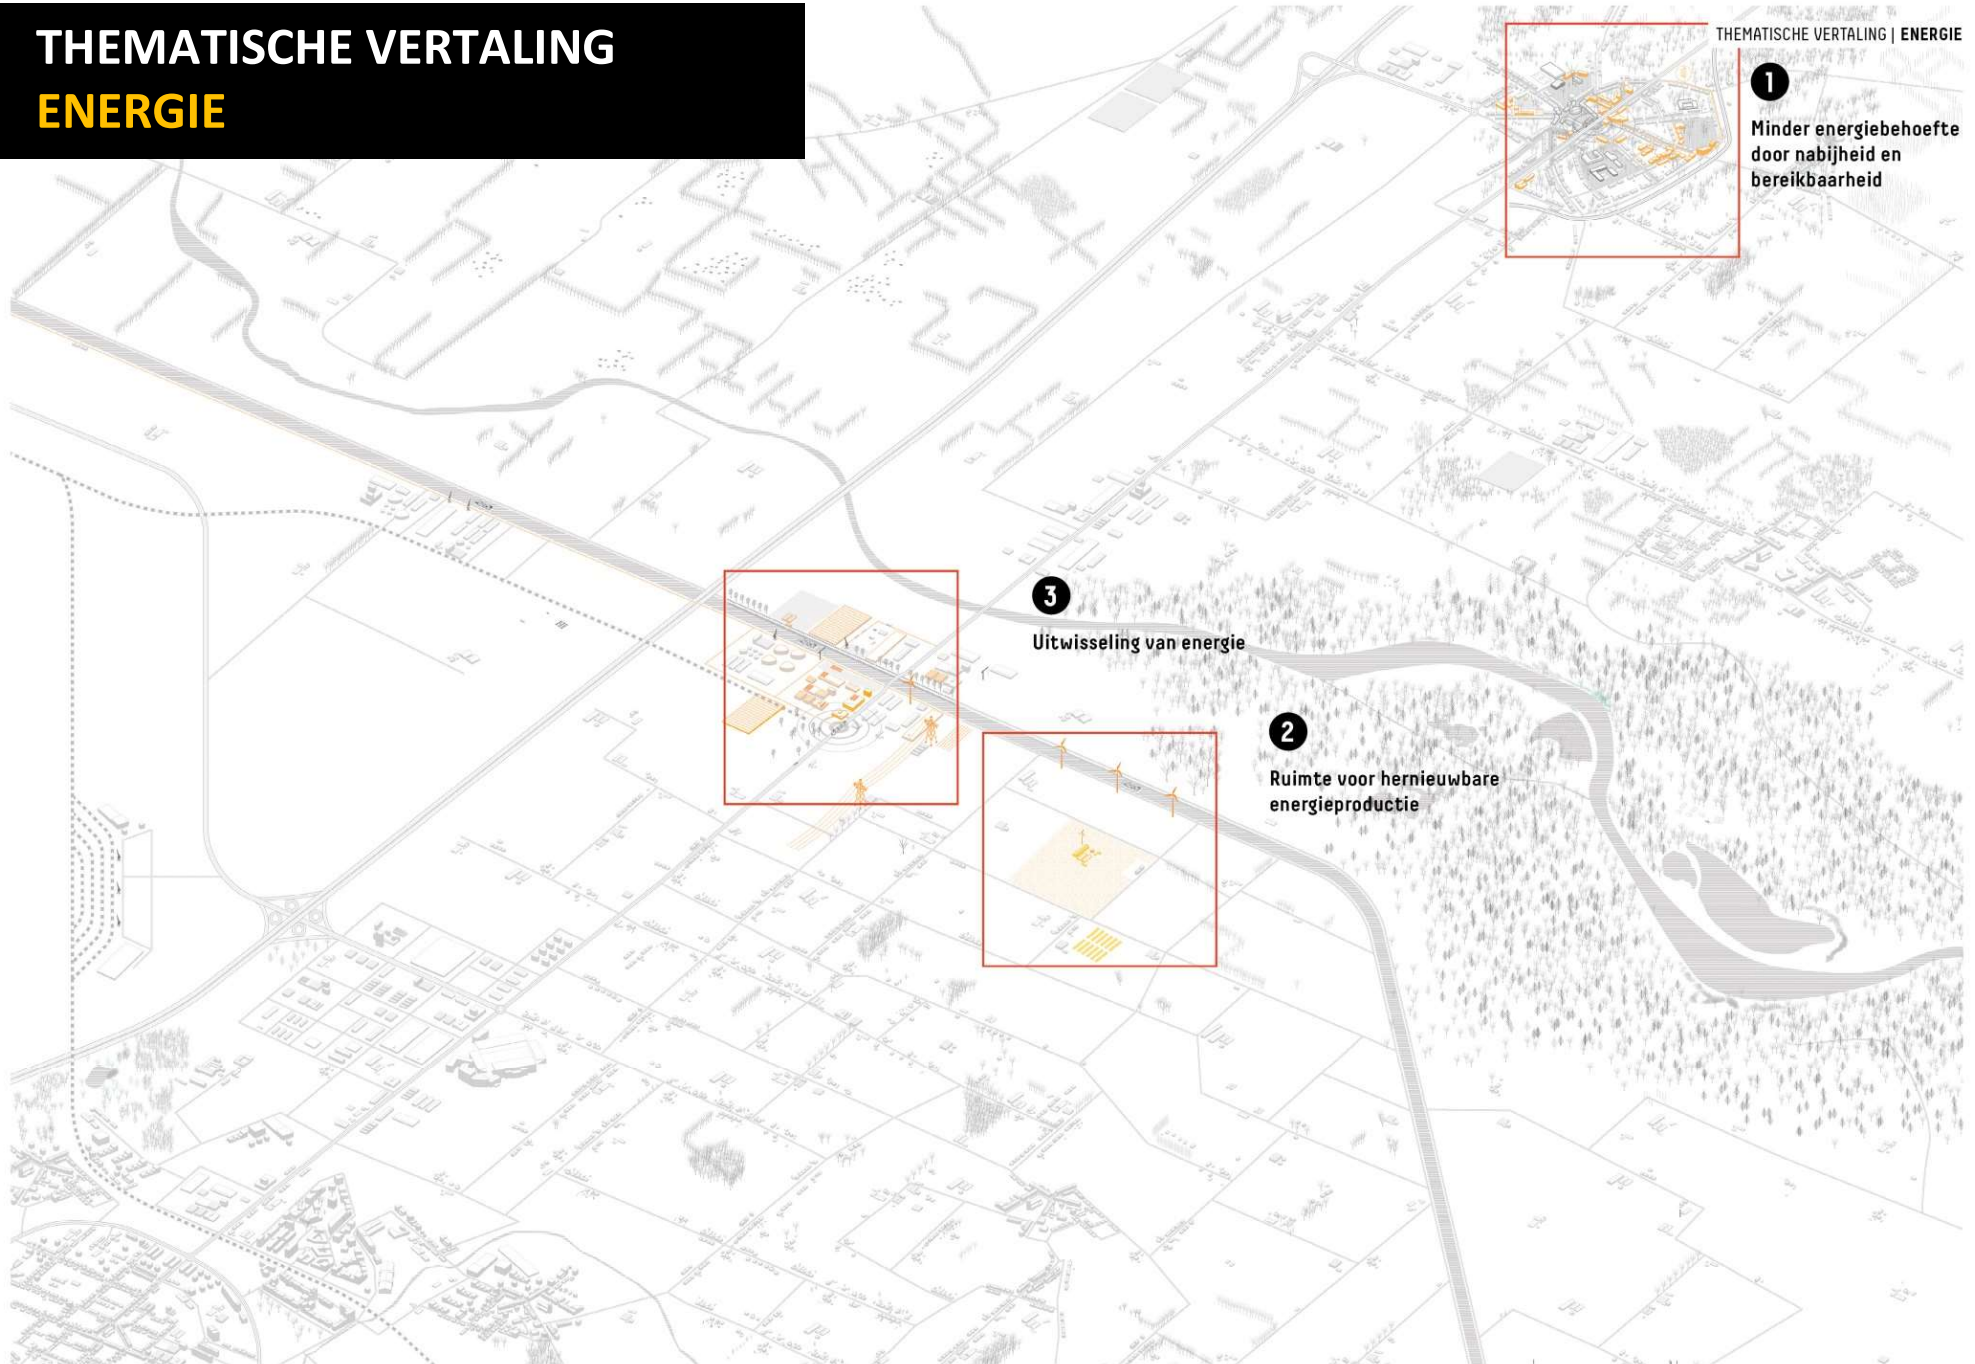 THEMATISCHE VERTALING
ENERGIE
THEMATISCHE VERTALING | ENERGIE
1
Minder energiebehoefte
door nabijheid en
bereikbaarheid
3
Uitwisseling van energie
2
Ruimte voor hernieuwbare
energieproductie